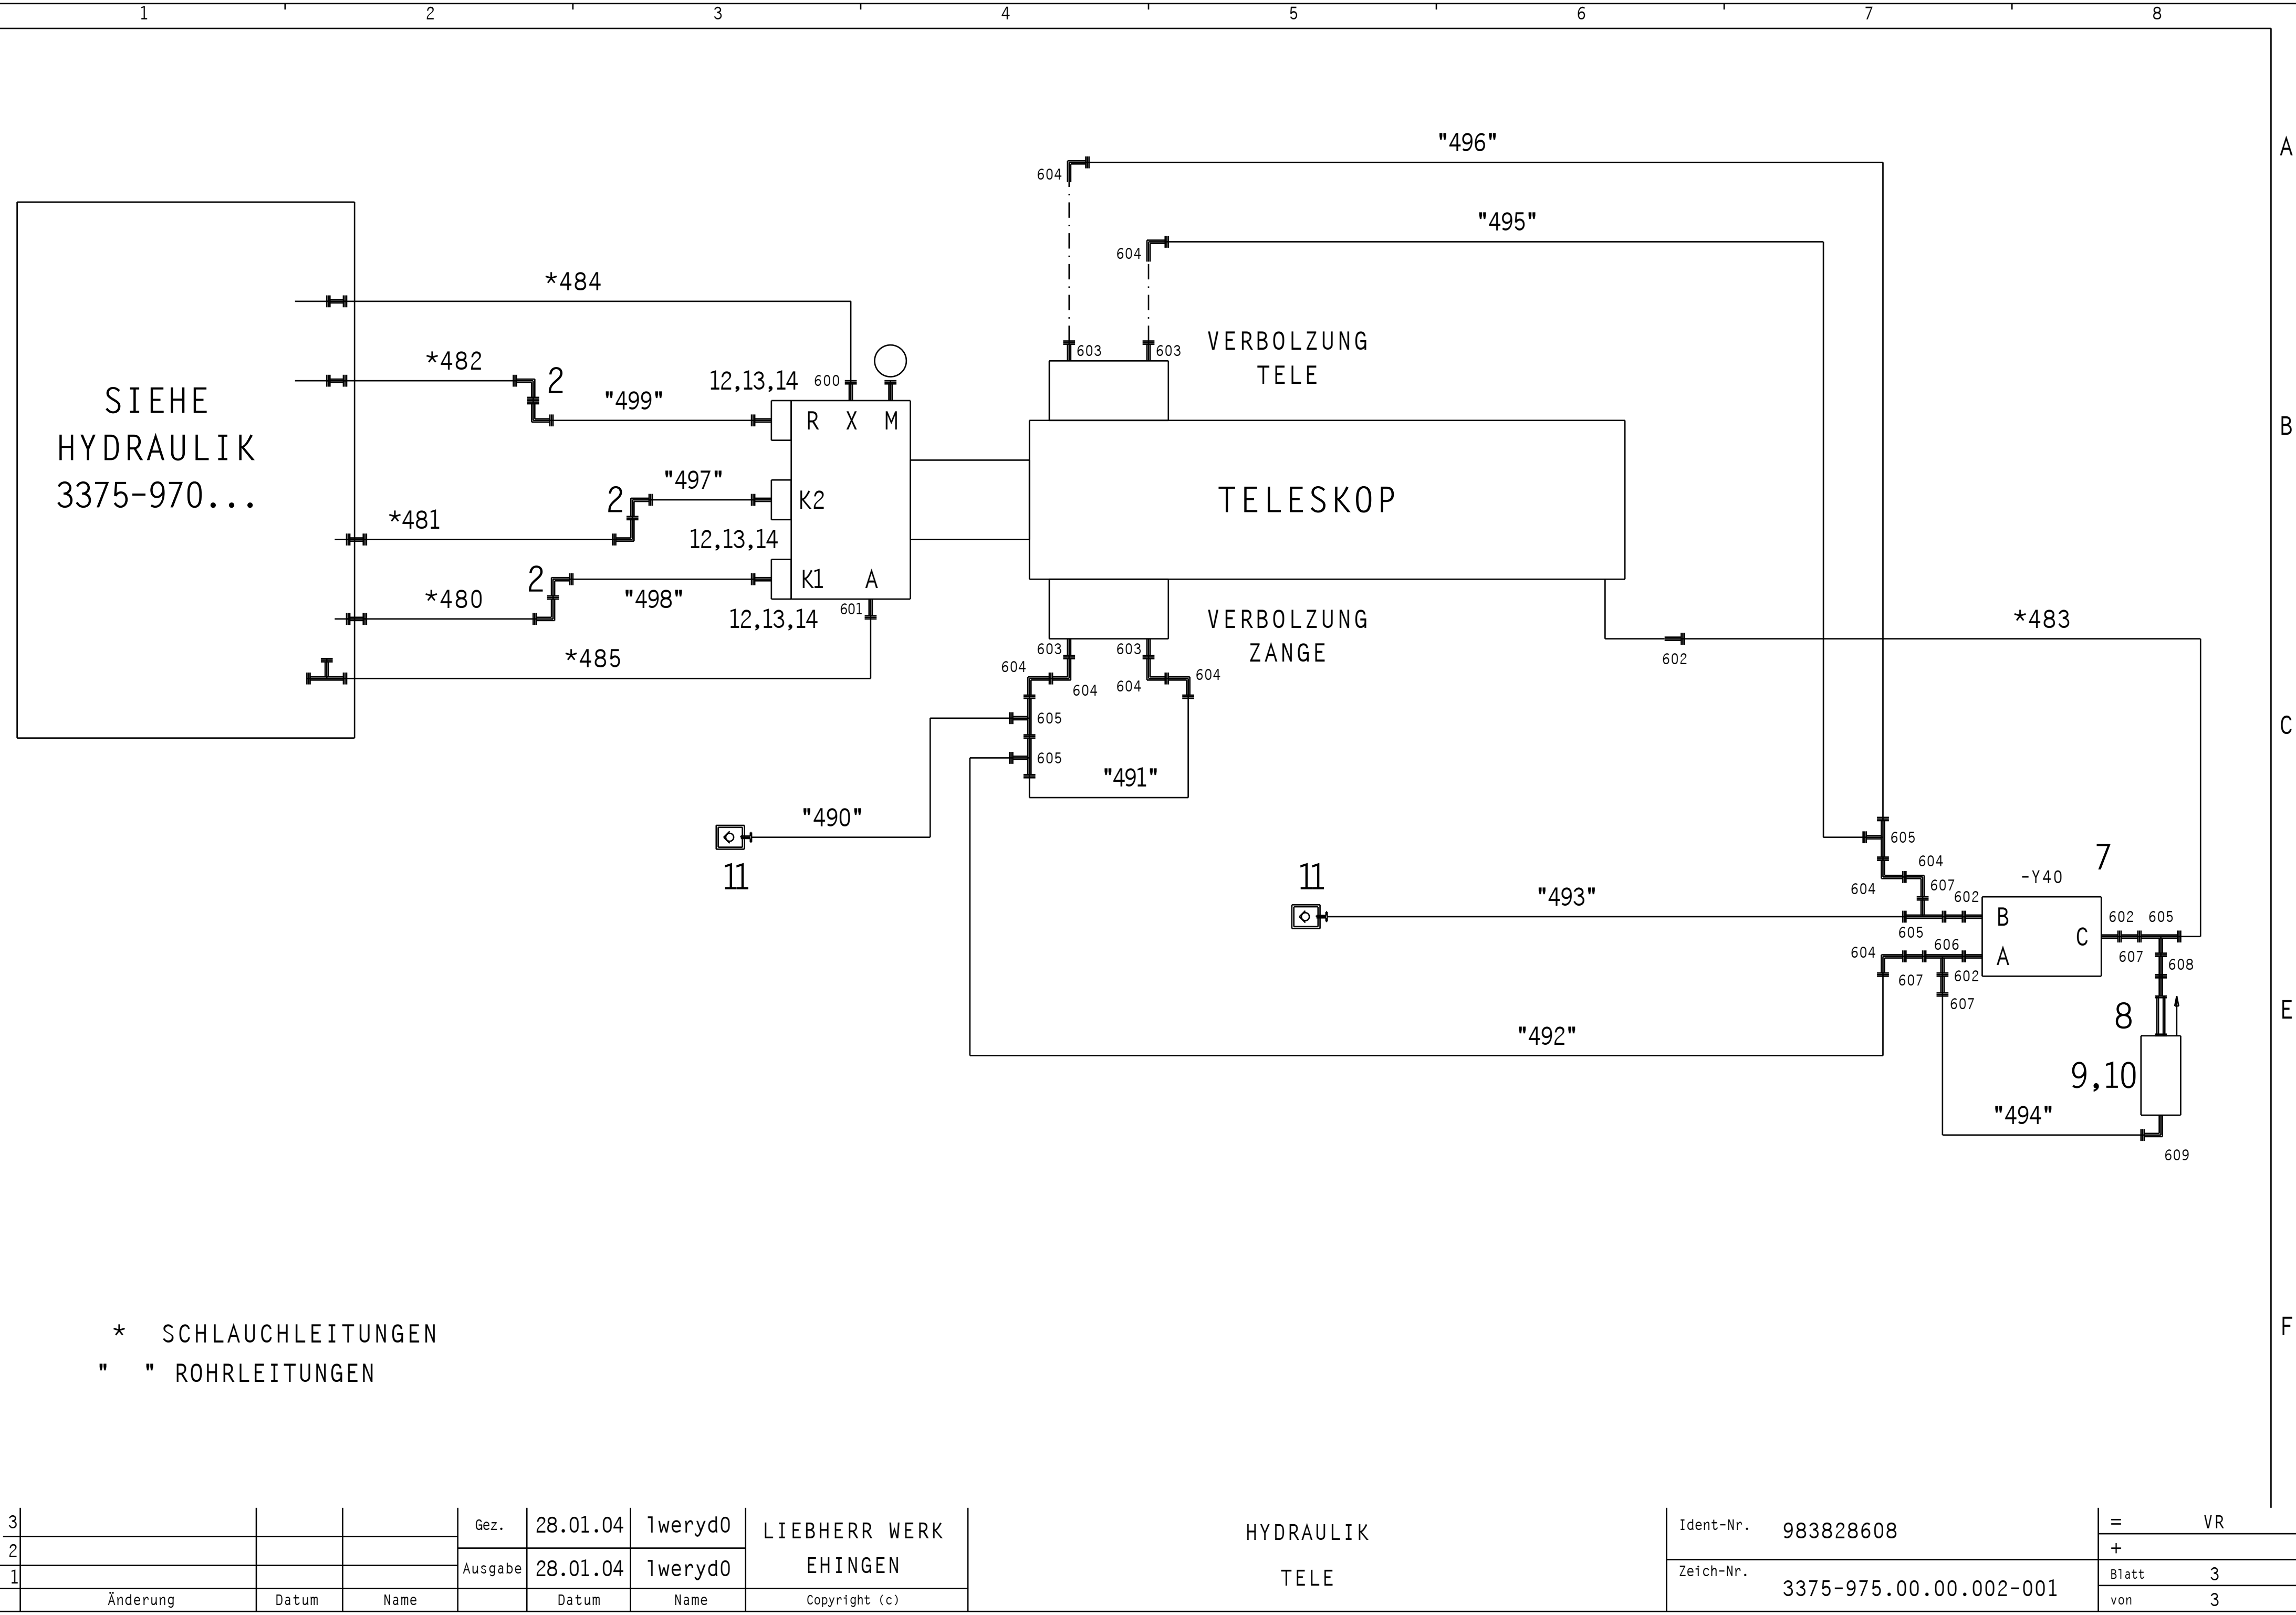 1 2 3 4 5 6 7 8
A
B
C
E
F
"496"
604
"495"
604
*484
603
603
VERBOLZUNG
TELE
*482
2
12,13,14
600
SIEHE
HYDRAULIK
3375-970...
"499"
R X M
"497"
2
K2
TELESKOP
*481
12,13,14
2
K1 A
*480
"498"
601
12,13,14
VERBOLZUNG
ZANGE
*483
*485
603
603
602
604
604
604
604
605
605
"491"
"490"
11
605
604
7
-Y40
604
607
602
11
"493"
605
B
602
605
C
604
606
A
607
608
607
602
607
8
"492"
9,10
"494"
609
* SCHLAUCHLEITUNGEN
" " ROHRLEITUNGEN
3
2
1
Änderung Datum Name
Gez. 28.01.04 lweryd0
Ausgabe 28.01.04 lweryd0
Datum Name
LIEBHERR WERK
EHINGEN
Copyright (c)
HYDRAULIK
TELE
Ident-Nr. 983828608
Zeich-Nr. 3375-975.00.00.002-001
= VR
+
Blatt 3
von 3